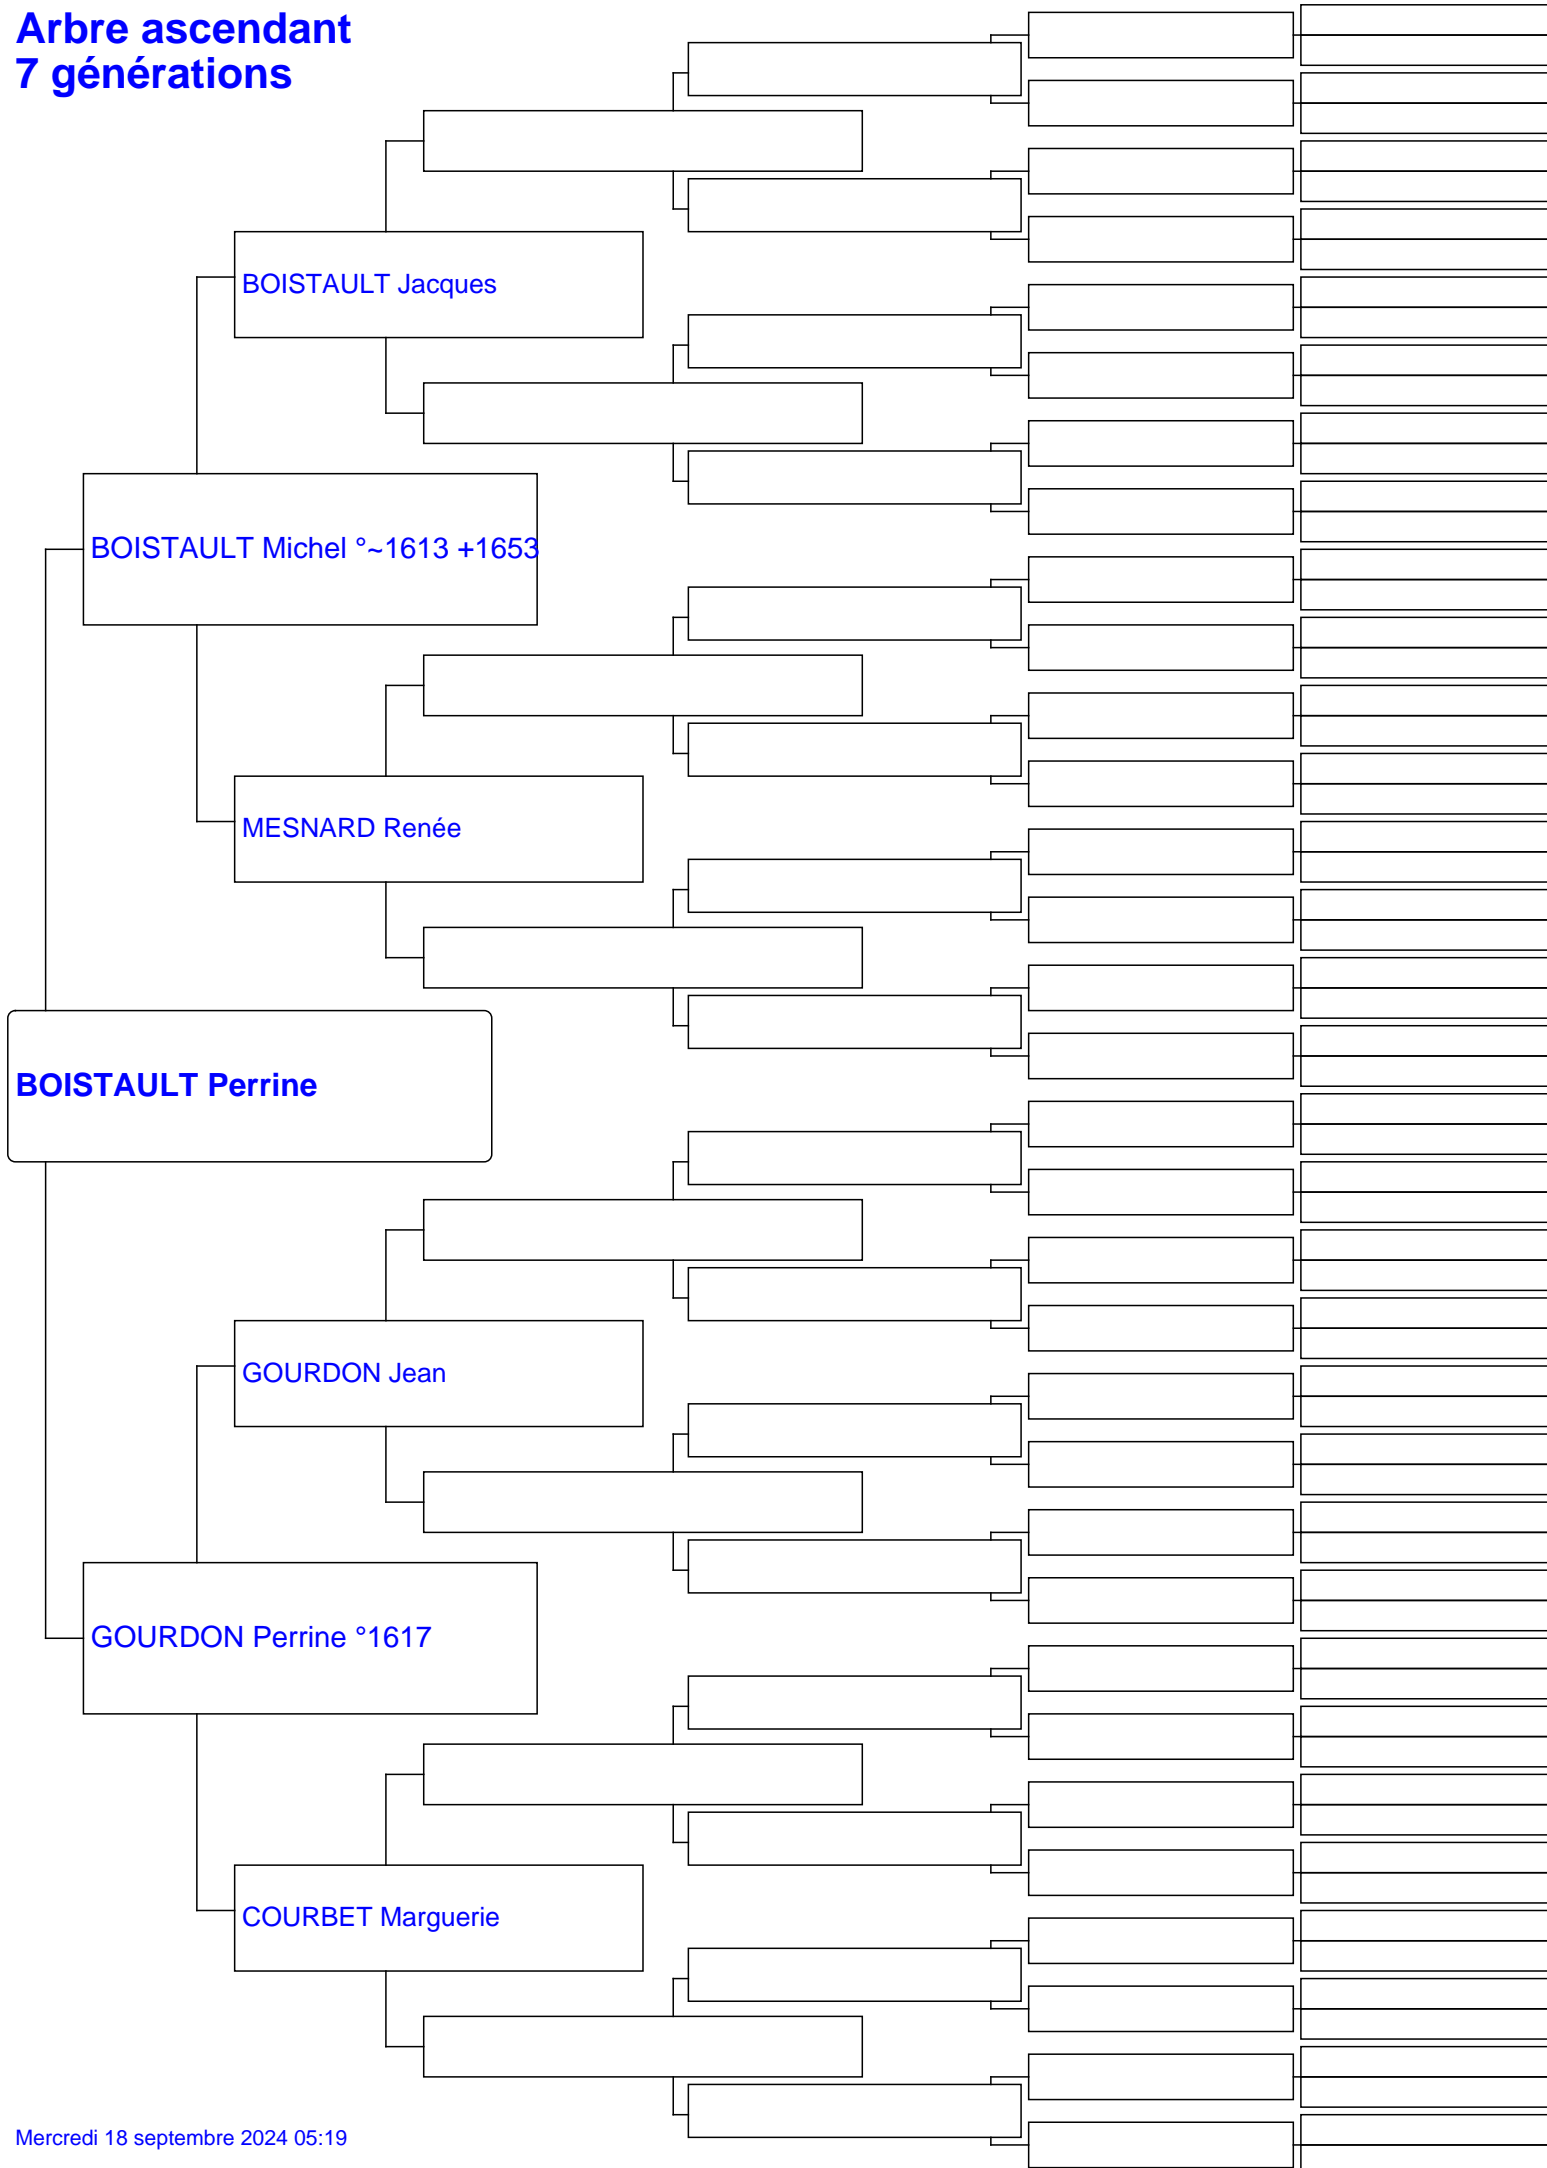 Arbre ascendant
7 générations
BOISTAULT Jacques
BOISTAULT Michel °~1613 +1653
MESNARD Renée
BOISTAULT Perrine
GOURDON Jean
GOURDON Perrine °1617
COURBET Marguerie
Mercredi 18 septembre 2024 05:19